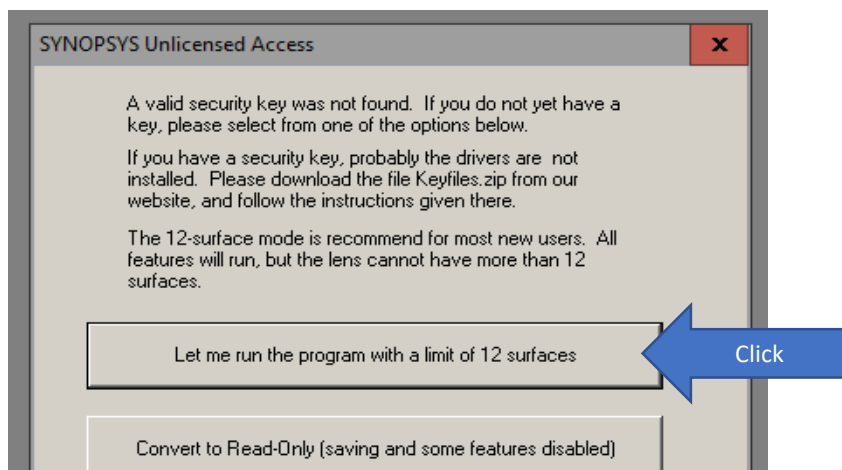 SYNOPSYS Unlicensed Access
x
A valid security key was not found. If you do not yet have a
key, please select from one of the options below.
If you have a security key, probably the drivers are not
installed. Please download the file Keyfiles.zip from our
website, and follow the instructions given there.
The 12-surface mode is recommend for most new users. All
features will run, but the lens cannot have more than 12
surfaces.
Let me run the program with a limit of 12 surfaces
Click
Convert to Read-Only (saving and some features disabled)